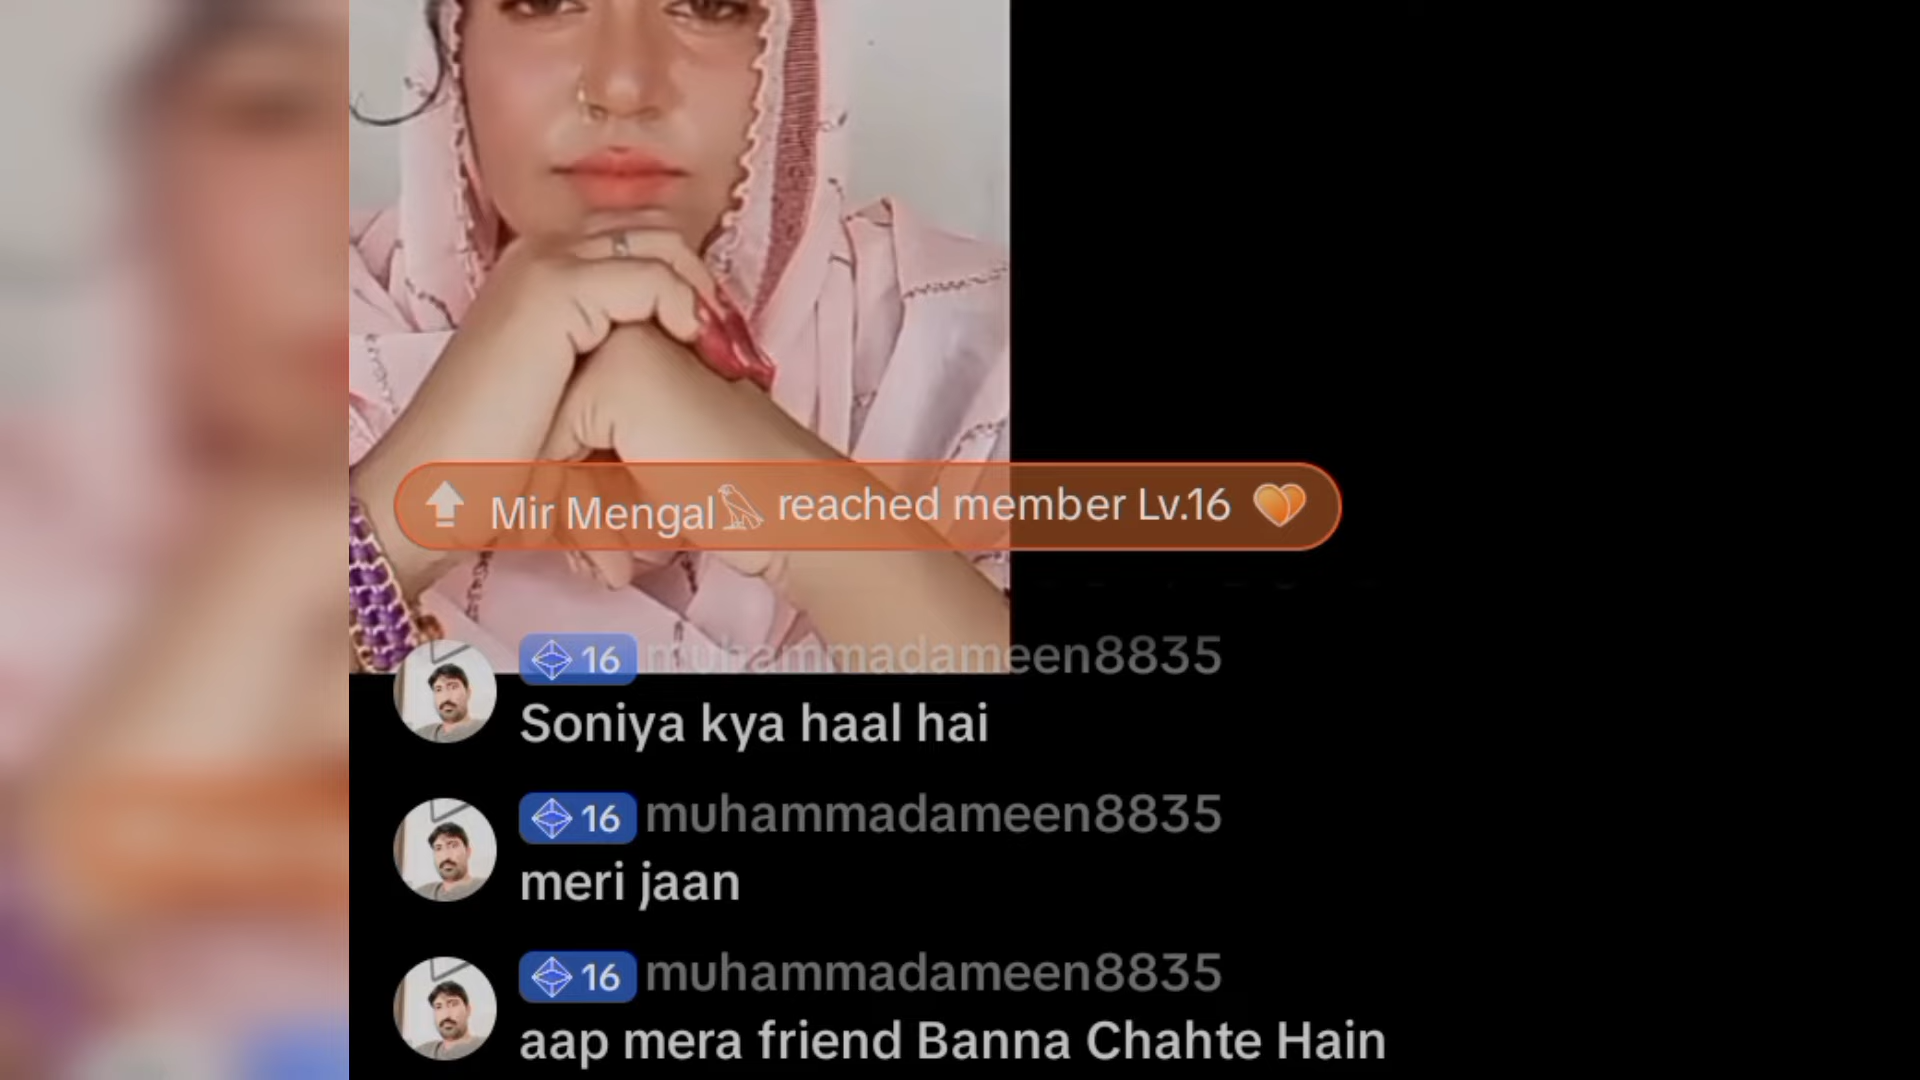 Mir Mengal𓅓 reached member Lv.16 🧡
16 muhammadameen8835
Soniya kya haal hai
16 muhammadameen8835
meri jaan
16 muhammadameen8835
aap mera friend Banna Chahte Hain